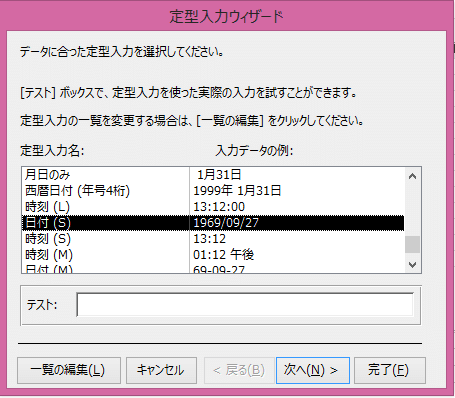 定型入力ウィザード
データに合った定型入力を選択してください。
[テスト] ボックスで、定型入力を使った実際の入力を試すことができます。
定型入力の一覧を変更する場合は、[一覧の編集] をクリックしてください。
定型入力名: 入力データの例:
月日のみ 1月31日
西暦日付 (年号4桁) 1999年 1月31日
時刻 (L) 13:12:00
日付 (S) 1969/09/27
時刻 (S) 13:12
時刻 (M) 01:12 午後
日付 (M) 69-09-27
テスト:
一覧の編集(L) キャンセル < 戻る(B) 次へ(N) > 完了(F)